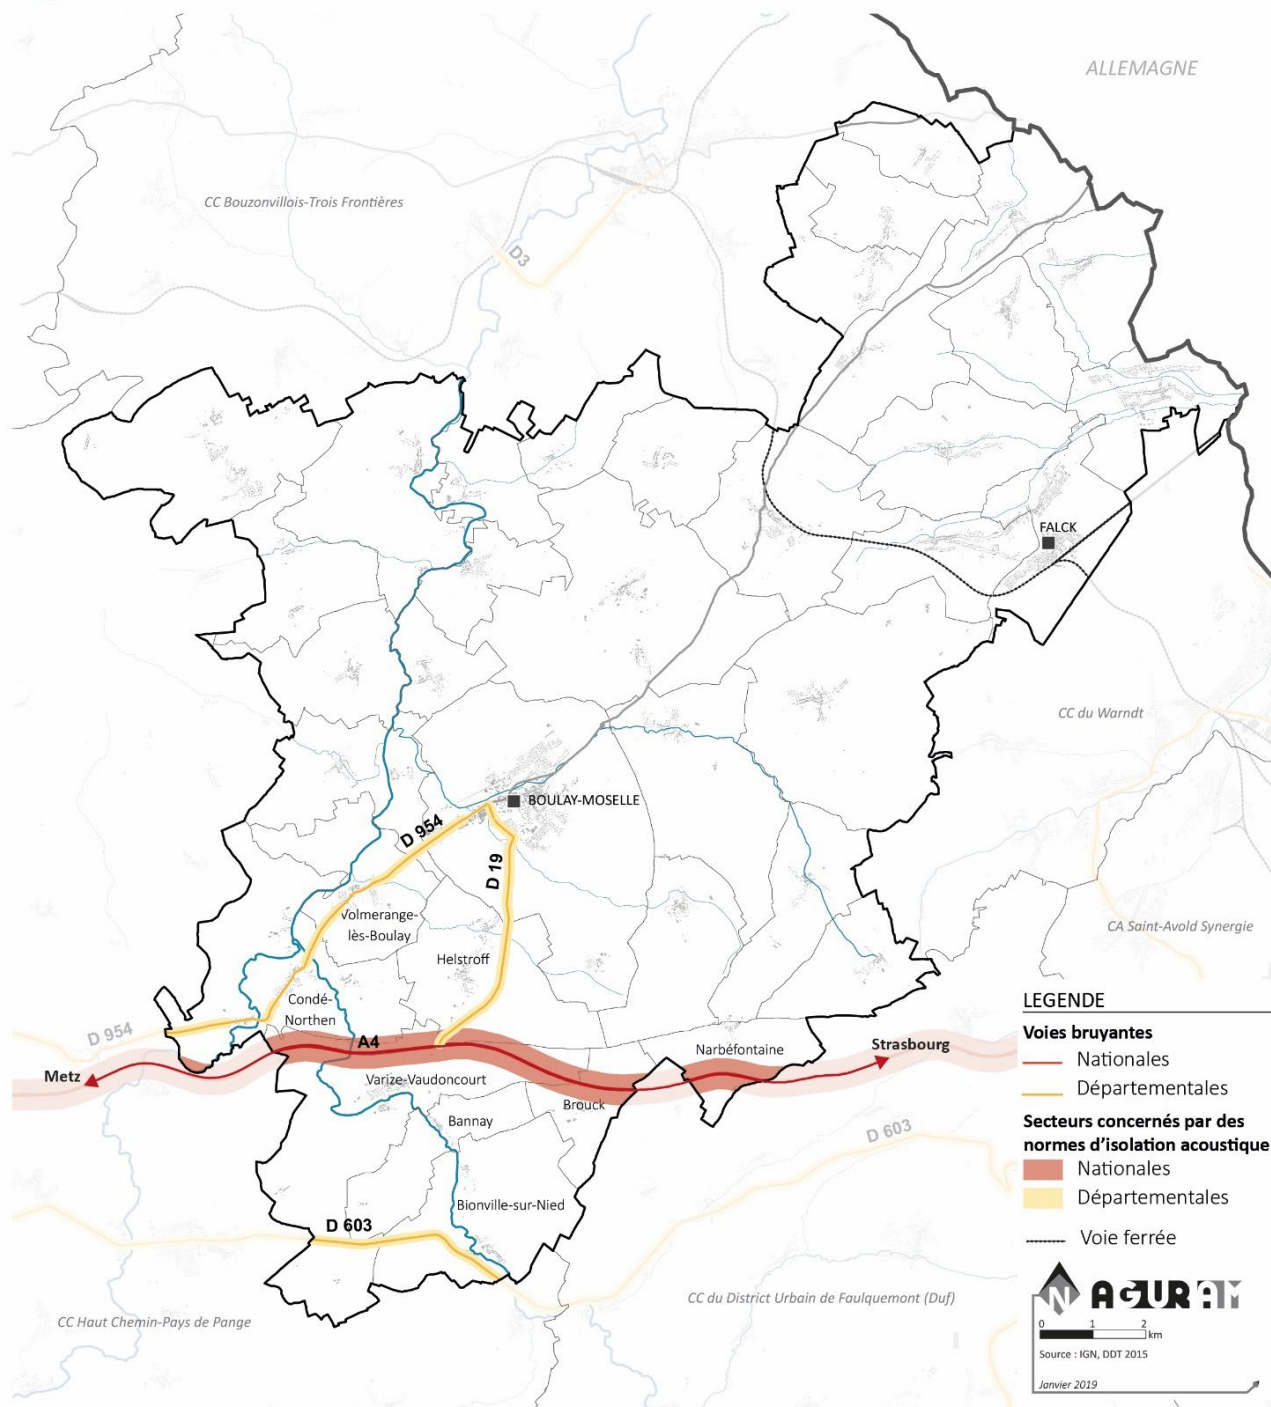 ALLEMAGNE
CC Bouzonvillois-Trois Frontières
D3
FALCK
CC du Warndt
BOULAY-MOSELLE
D 954
D 19
Volmerange-
lès-Boulay
CA Saint-Avold Synergie
Helstroff
Condé-
Northen
D 954
A4
Metz
Narbéfontaine
Strasbourg
Varize-Vaudoncourt
Brouck
Bannay
D 603
Bionville-sur-Nied
D 603
CC du District Urbain de Faulquemont (Duf)
CC Haut Chemin-Pays de Pange
LEGENDE
Voies bruyantes
Nationales
Départementales
Secteurs concernés par des
normes d'isolation acoustique
Nationales
Départementales
Voie ferrée
N AGURAM
0 1 2
km
Source : IGN, DDT 2015
Janvier 2019